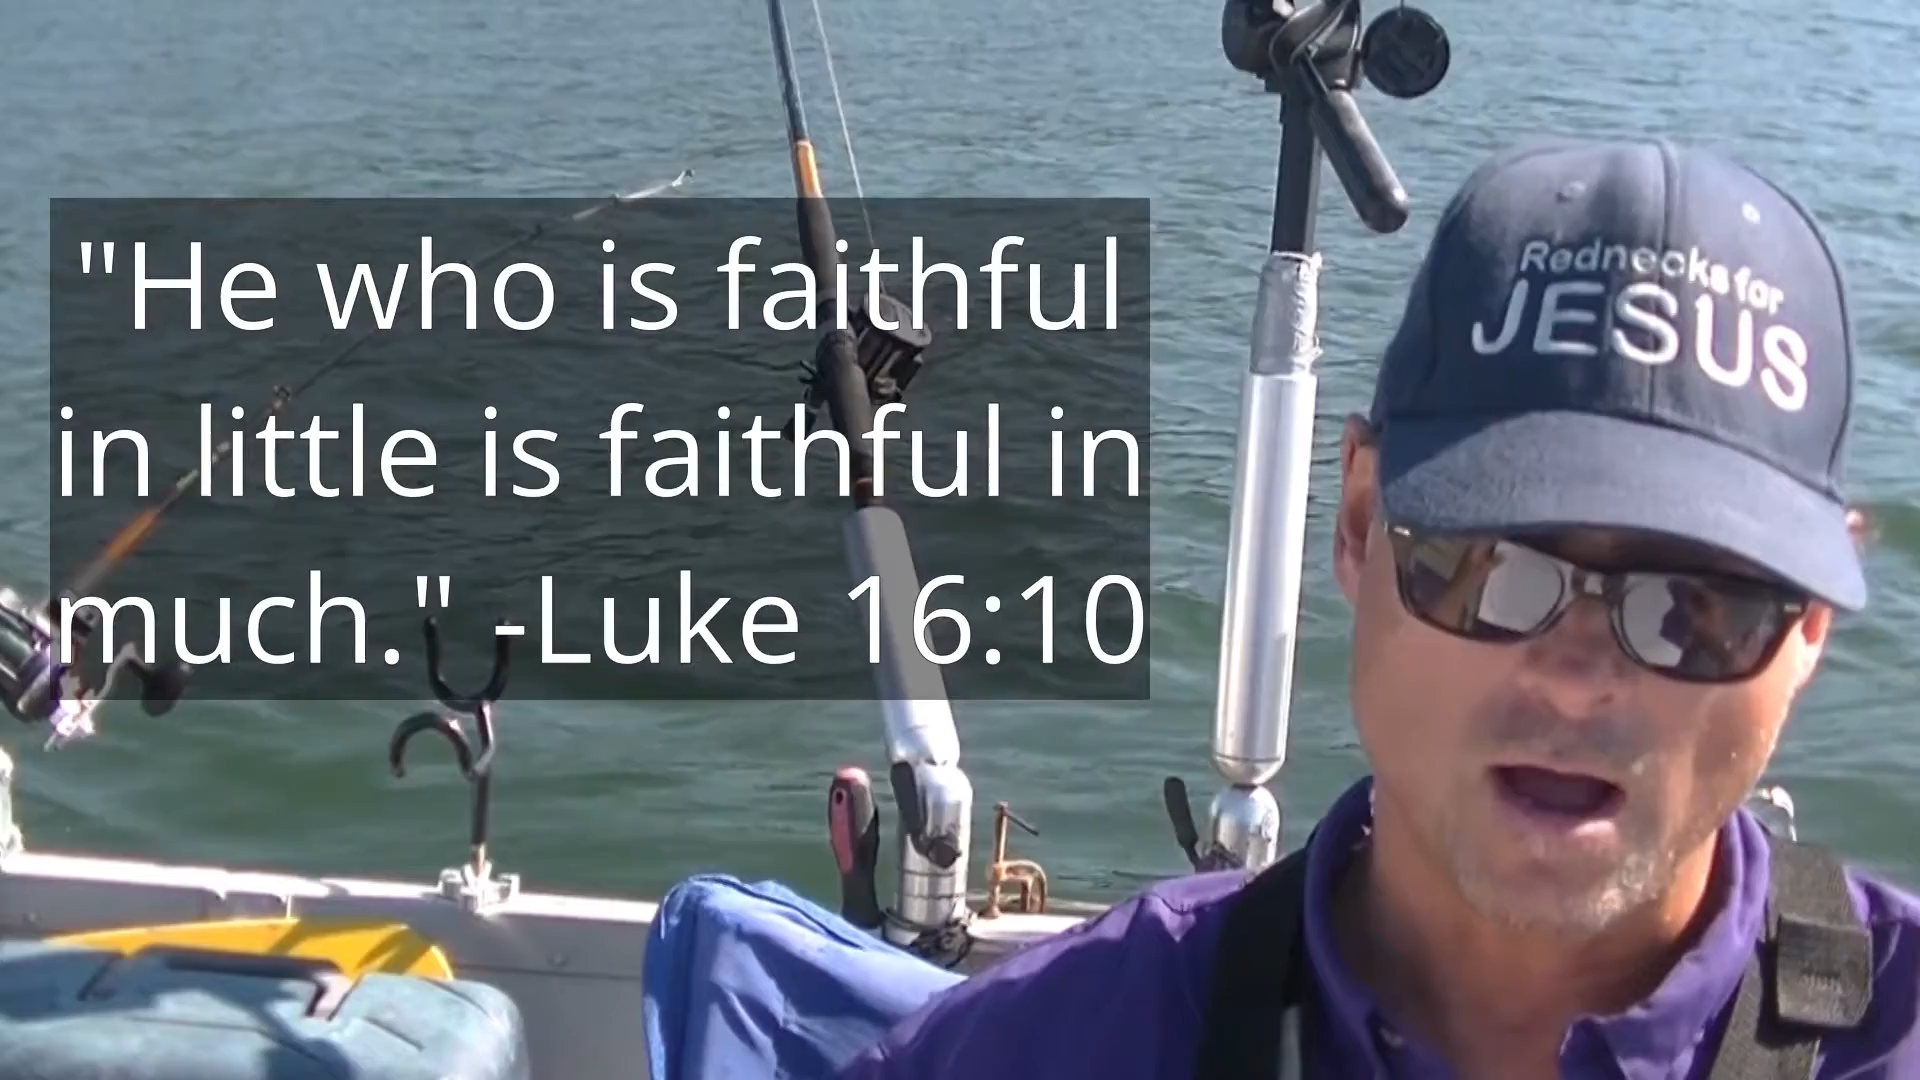 "He who is faithful
in little is faithful in
much." -Luke 16:10
Rednecks for
JESUS